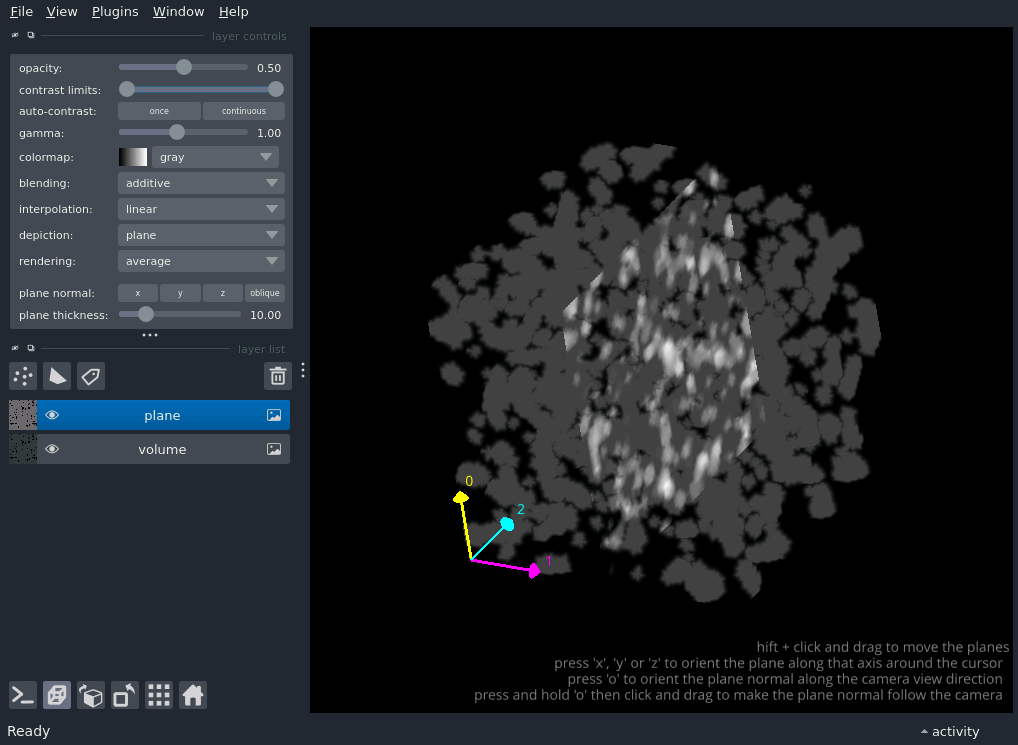 File View Plugins Window Help
layer controls
opacity: 0.50
contrast limits:
auto-contrast: once continuous
gamma: 1.00
colormap: gray
blending: additive
interpolation: linear
depiction: plane
rendering: average
plane normal: x y z oblique
plane thickness: 10.00
layer list
plane
volume
0
2
1
hift + click and drag to move the planes
press 'x', 'y' or 'z' to orient the plane along that axis around the cursor
press 'o' to orient the plane normal along the camera view direction
press and hold 'o' then click and drag to make the plane normal follow the camera
Ready activity